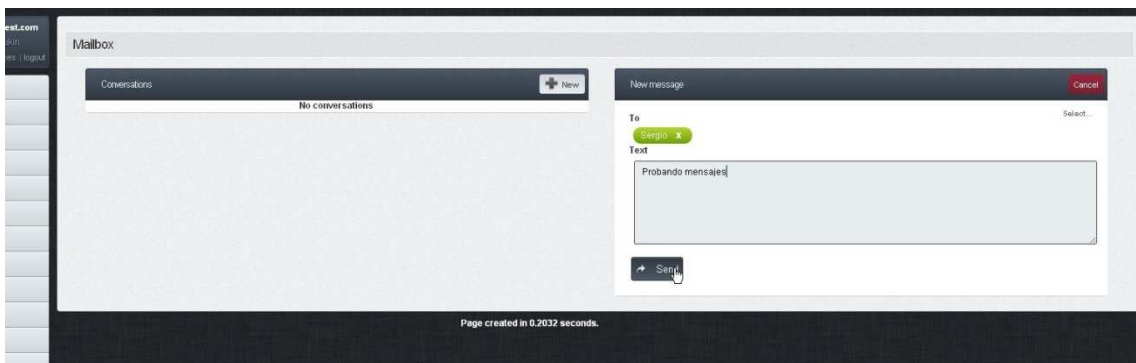 est.com
| logout
Mailbox
Conversations
New
No conversations
New message
Cancel
To
Select...
Sergio x
Text
Probando mensajes
Send
Page created in 0.2032 seconds.